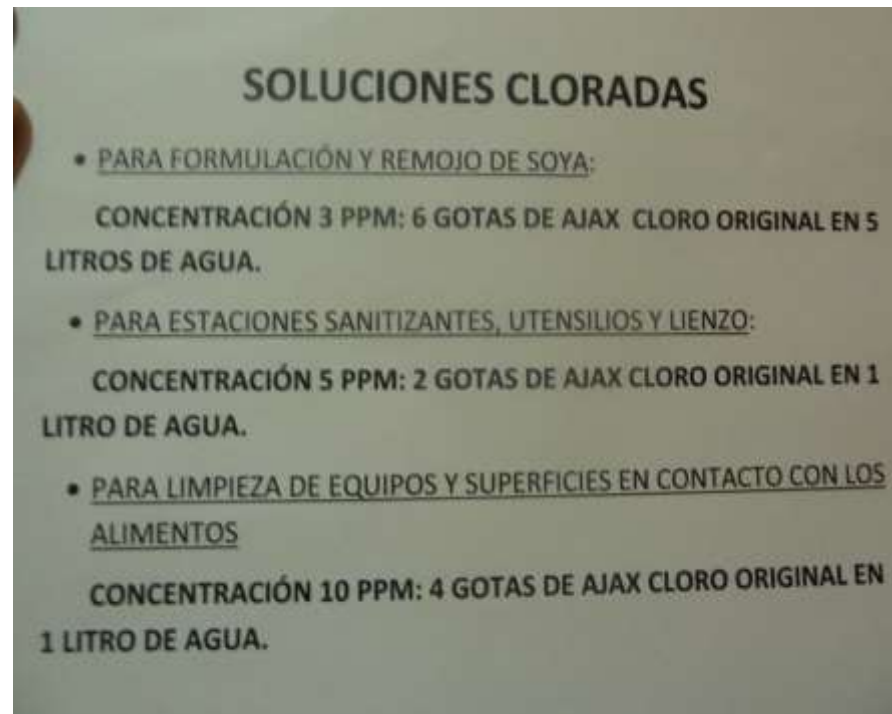 SOLUCIONES CLORADAS
• PARA FORMULACIÓN Y REMOJO DE SOYA:
CONCENTRACIÓN 3 PPM: 6 GOTAS DE AJAX CLORO ORIGINAL EN 5
LITROS DE AGUA.
• PARA ESTACIONES SANITIZANTES, UTENSILIOS Y LIENZO:
CONCENTRACIÓN 5 PPM: 2 GOTAS DE AJAX CLORO ORIGINAL EN 1
LITRO DE AGUA.
• PARA LIMPIEZA DE EQUIPOS Y SUPERFICIES EN CONTACTO CON LOS
ALIMENTOS
CONCENTRACIÓN 10 PPM: 4 GOTAS DE AJAX CLORO ORIGINAL EN
1 LITRO DE AGUA.